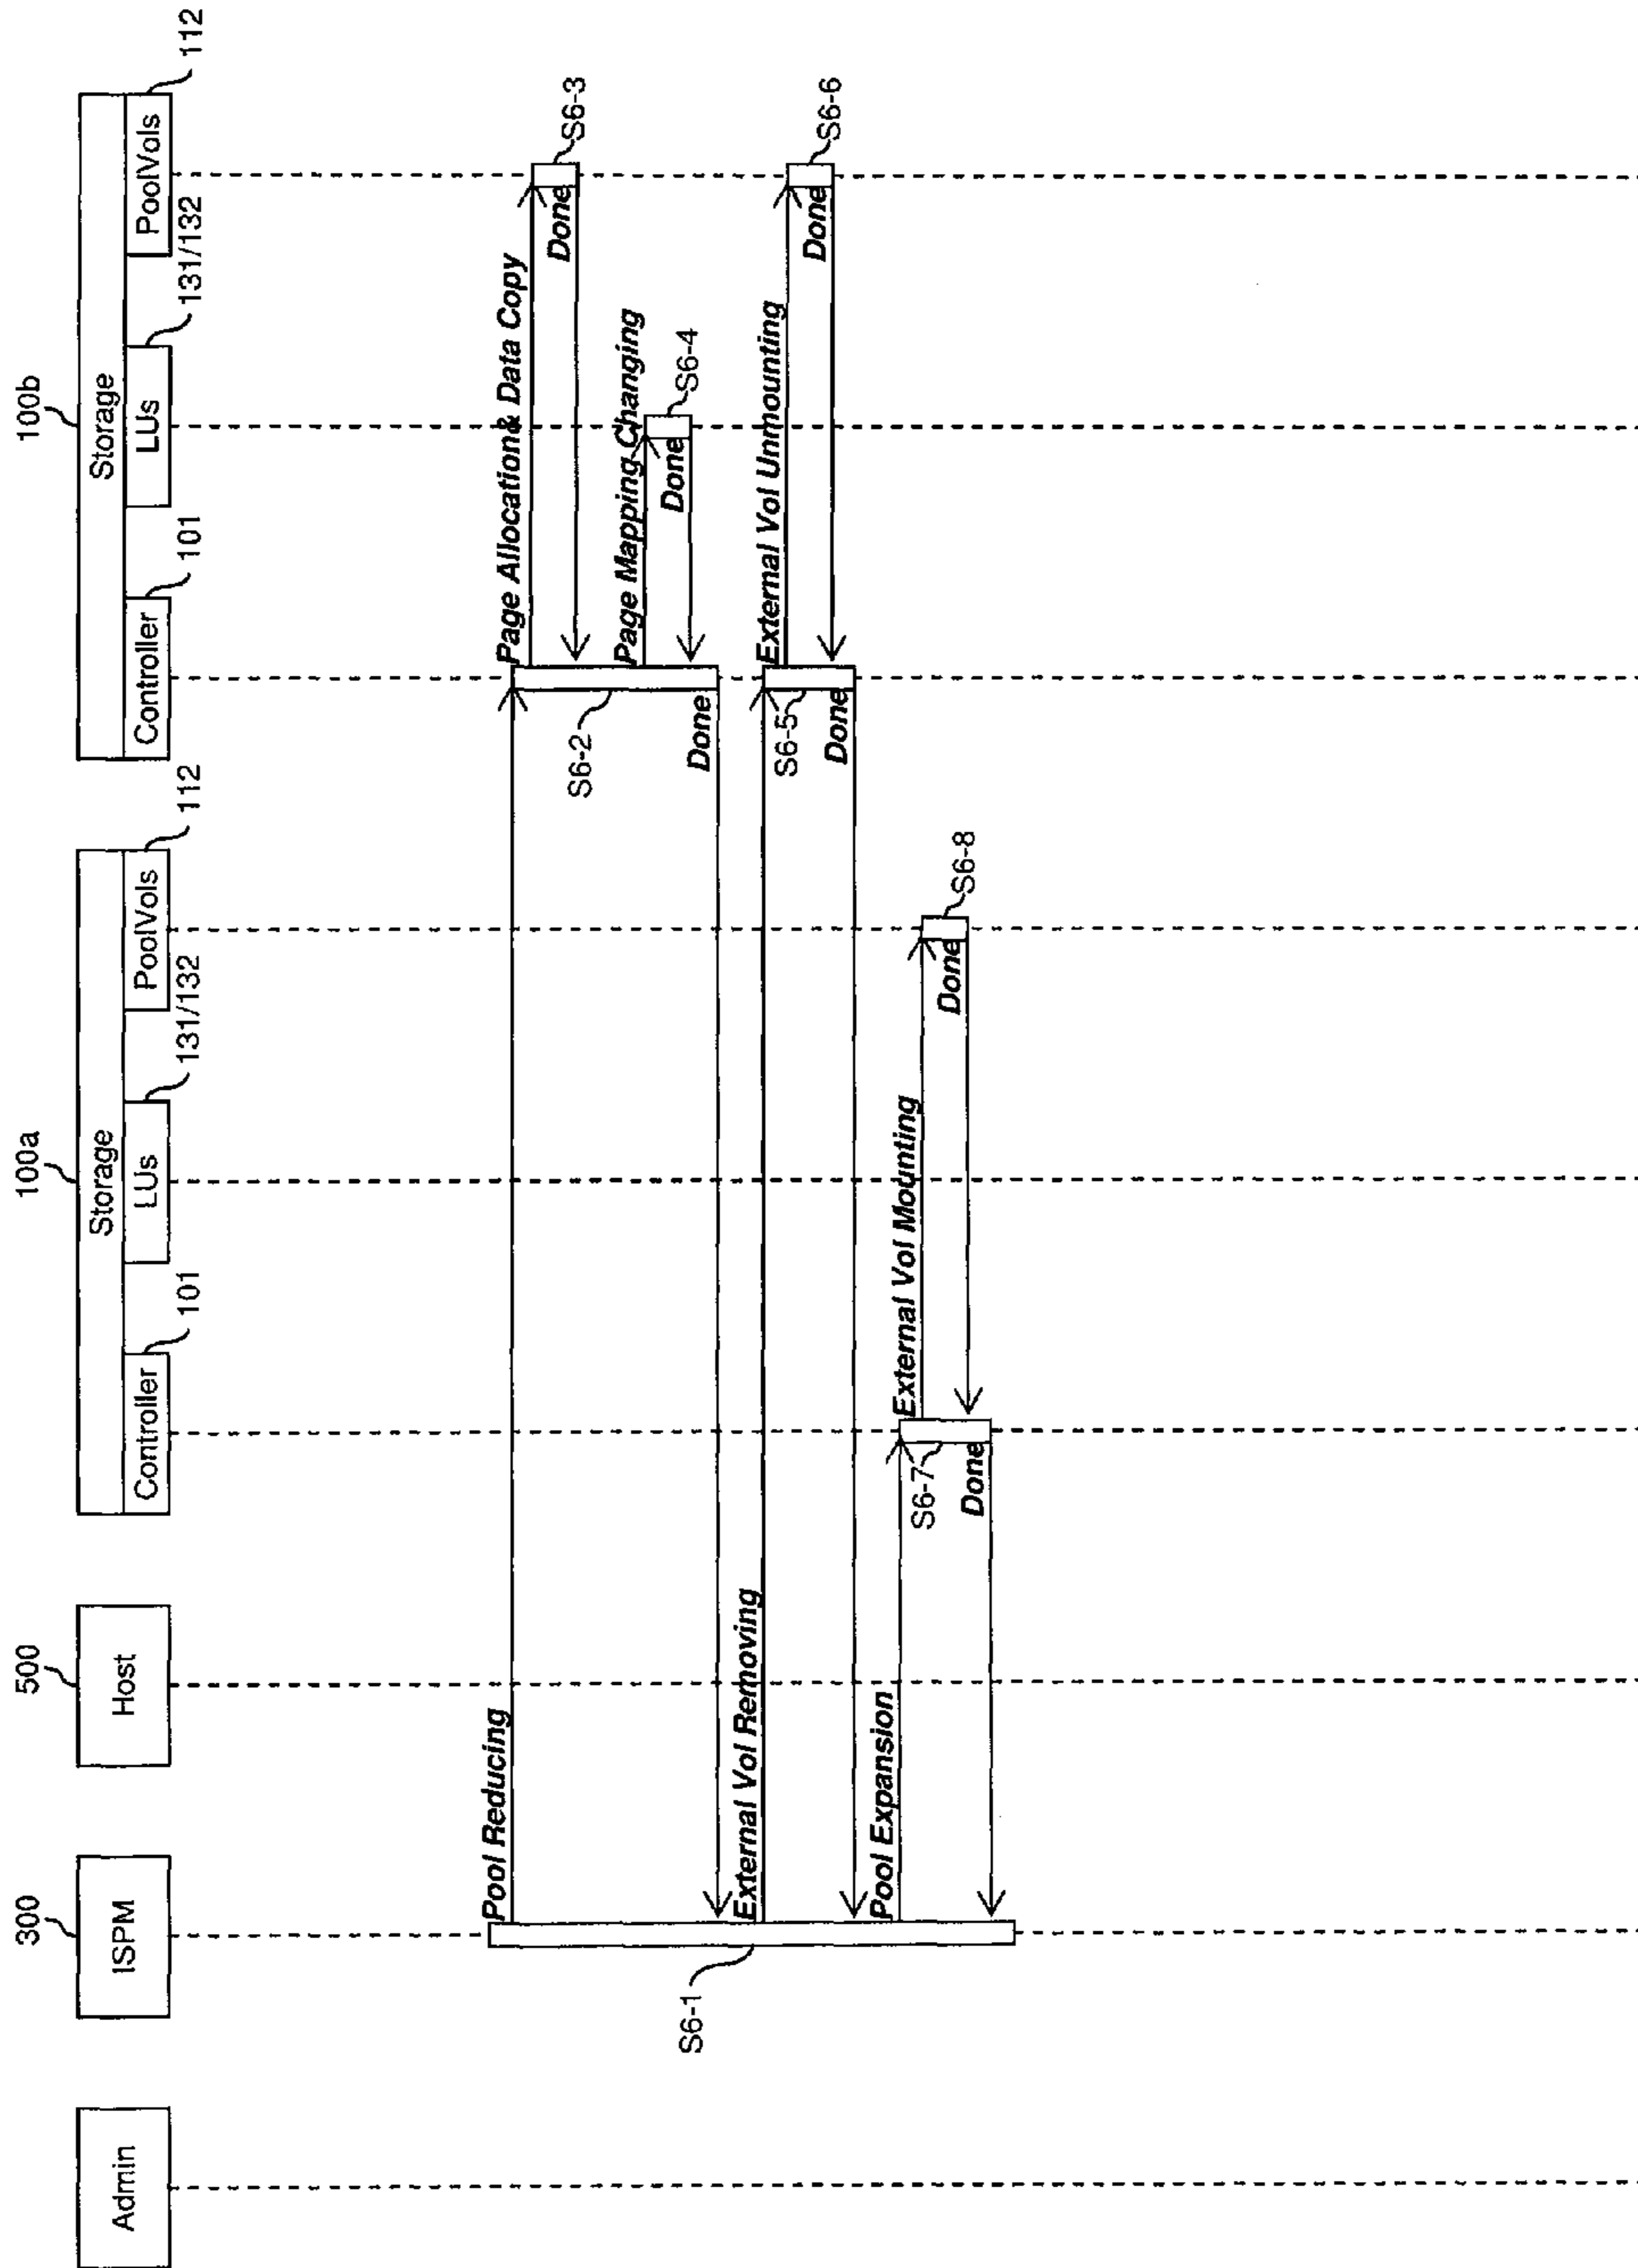 300
500
100a
100b
Admin
ISPM
Host
Storage
Storage
Controller
LUs
PoolVols
Controller
LUs
PoolVols
101
131/132
112
101
131/132
112
S6-1
Pool Reducing
Page Allocation& Data Copy
S6-3
Done
S6-2
Page Mapping Changing
S6-4
Done
Done
External Vol Removing
External Vol Unmounting
S6-6
S6-5
Done
Done
Pool Expansion
External Vol Mounting
S6-8
S6-7
Done
Done